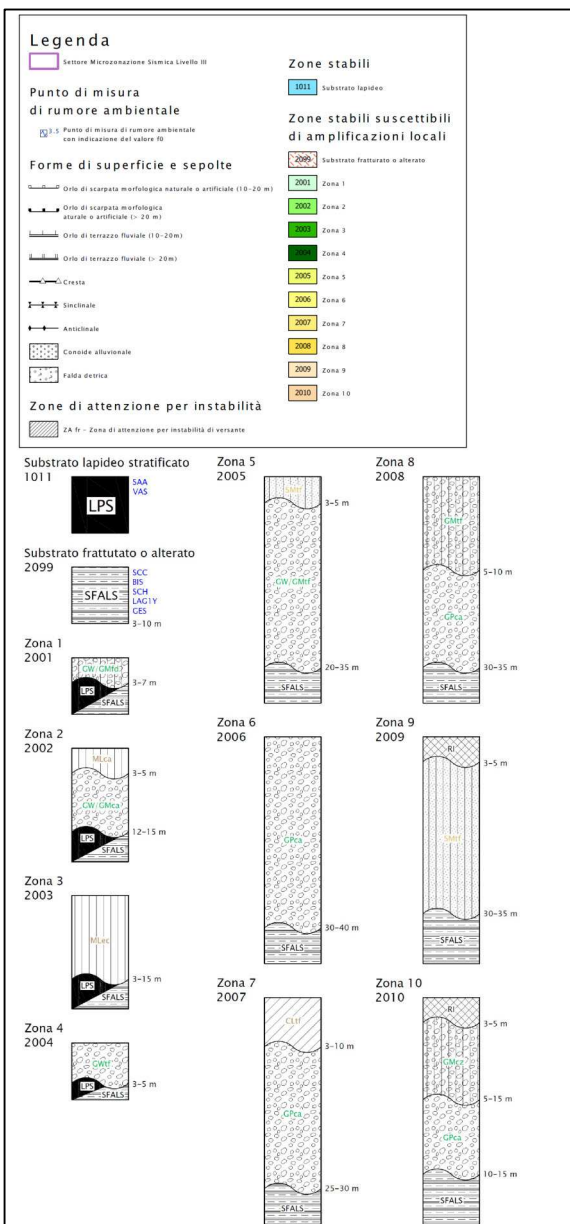 Legenda
Settore Microzonazione Sismica Livello III
Punto di misura
di rumore ambientale
3.5 Punto di misura di rumore ambientale
con indicazione del valore f0
Forme di superficie e sepolte
Orlo di scarpata morfologica naturale o artificiale (10-20 m)
Orlo di scarpata morfologica
aturale o artificiale (> 20 m)
Orlo di terrazzo fluviale (10-20m)
Orlo di terrazzo fluviale (> 20m)
Cresta
Sinclinale
Anticlinale
Conoide alluvionale
Falda detrica
Zone di attenzione per instabilità
ZA fr - Zona di attenzione per instabilità di versante
Zone stabili
1011 Substrato lapideo
Zone stabili suscettibili
di amplificazioni locali
2099 Substrato fratturato o alterato
2001 Zona 1
2002 Zona 2
2003 Zona 3
2004 Zona 4
2005 Zona 5
2006 Zona 6
2007 Zona 7
2008 Zona 8
2009 Zona 9
2010 Zona 10
Substrato lapideo stratificato
1011
LPS
SAA
VAS
Substrato frattutato o alterato
2099
SFALS
SCC
BIS
SCH
LAG1Y
GES
3-10 m
Zona 1
2001
GW/GMfd
3-7 m
LPS
SFALS
Zona 2
2002
MLca
3-5 m
GW/GMca
12-15 m
LPS
SFALS
Zona 3
2003
MLec
3-15 m
LPS
SFALS
Zona 4
2004
GWtf
3-5 m
LPS
SFALS
Zona 5
2005
SMtf
3-5 m
GW/GMtf
20-35 m
SFALS
Zona 6
2006
GPca
30-40 m
SFALS
Zona 7
2007
CLtf
3-10 m
GPca
25-30 m
SFALS
Zona 8
2008
GMtf
5-10 m
GPca
30-35 m
SFALS
Zona 9
2009
RI
3-5 m
SMtf
30-35 m
SFALS
Zona 10
2010
RI
3-5 m
GMcz
5-15 m
GPca
10-15 m
SFALS